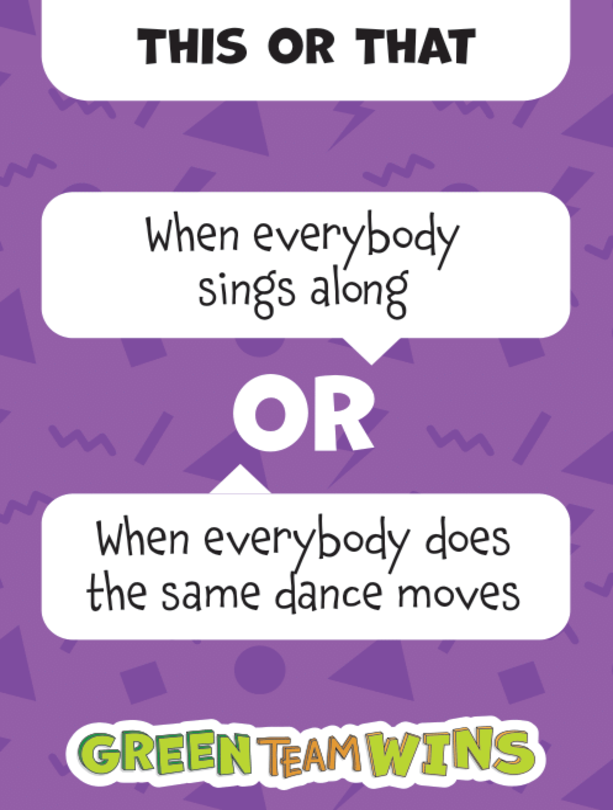 THIS OR THAT
When everybody
sings along
OR
When everybody does
the same dance moves
GREEN TEAM WINS